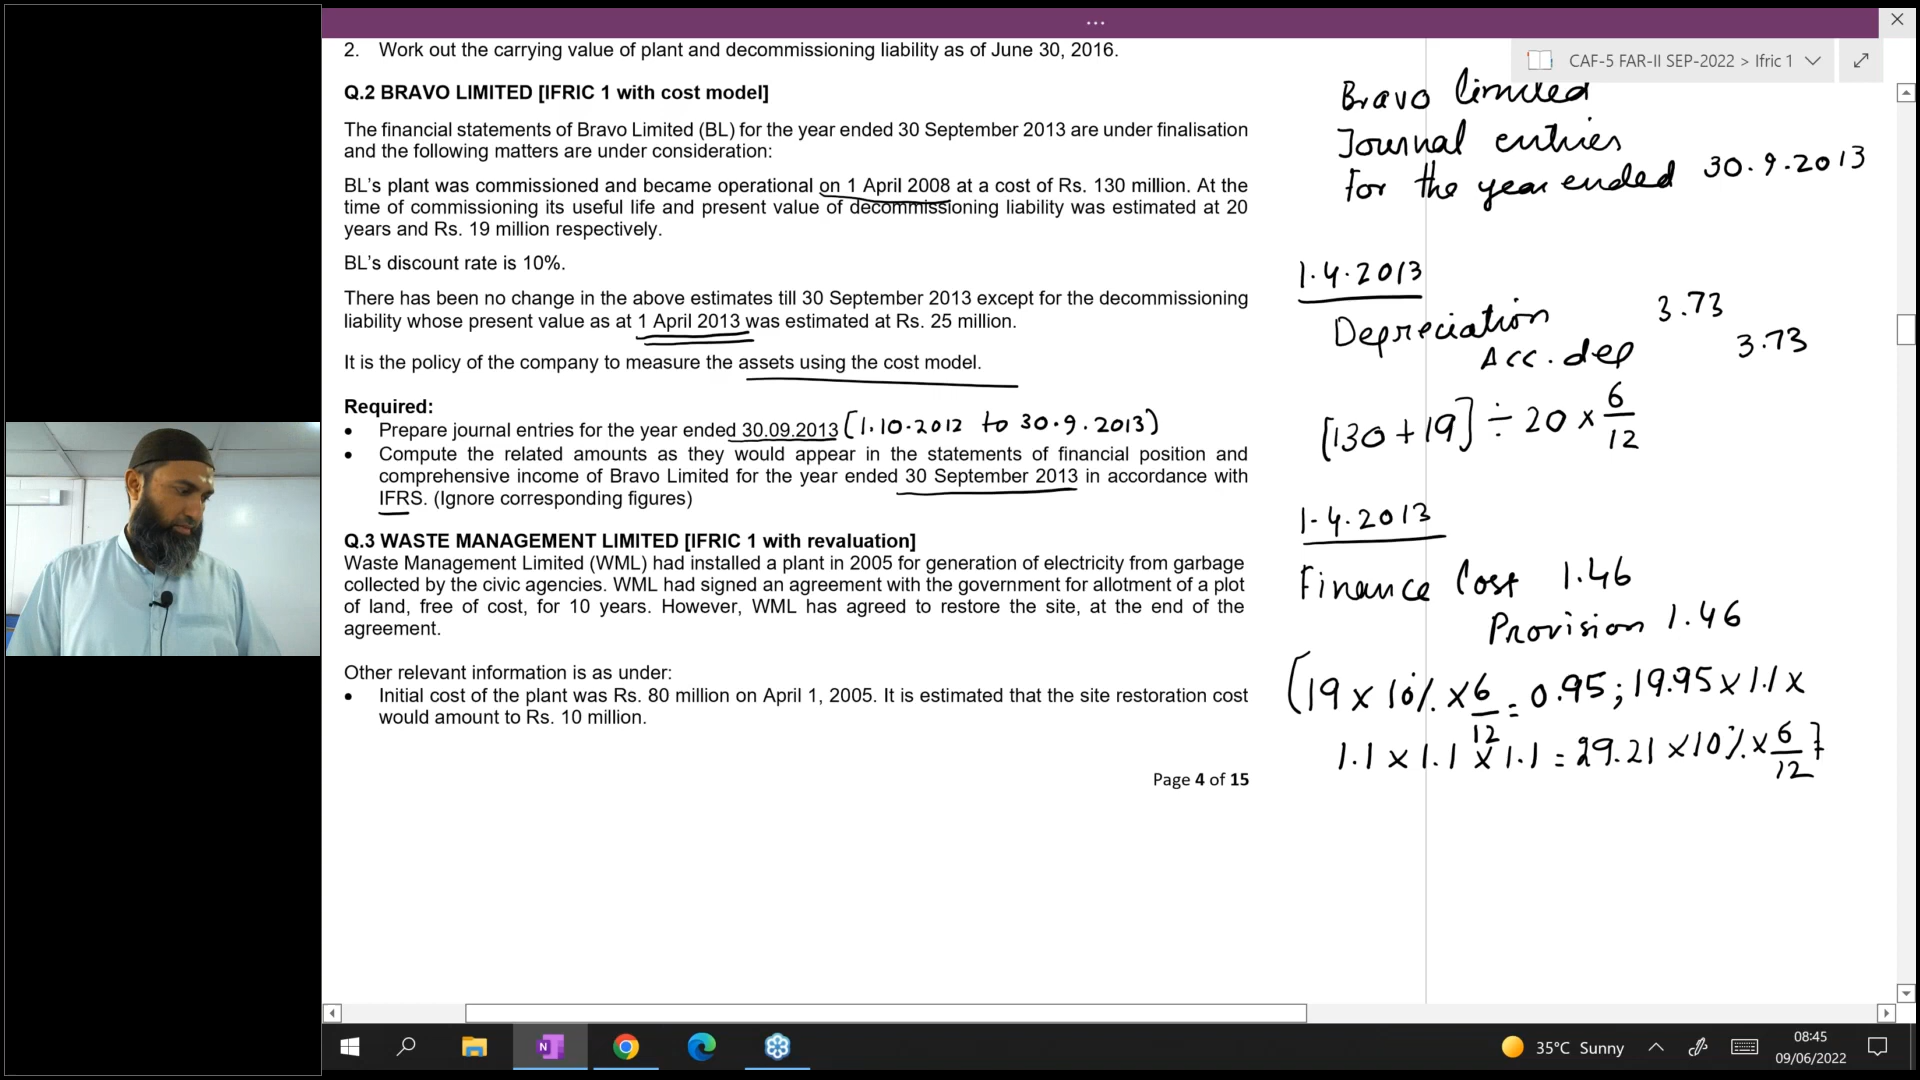 CAF-5 FAR-II SEP-2022 > Ifric 1
2. Work out the carrying value of plant and decommissioning liability as of June 30, 2016.
Q.2 BRAVO LIMITED [IFRIC 1 with cost model]
The financial statements of Bravo Limited (BL) for the year ended 30 September 2013 are under finalisation
and the following matters are under consideration:
BL's plant was commissioned and became operational on 1 April 2008 at a cost of Rs. 130 million. At the
time of commissioning its useful life and present value of decommissioning liability was estimated at 20
years and Rs. 19 million respectively.
BL's discount rate is 10%.
There has been no change in the above estimates till 30 September 2013 except for the decommissioning
liability whose present value as at 1 April 2013 was estimated at Rs. 25 million.
It is the policy of the company to measure the assets using the cost model.
Required:
• Prepare journal entries for the year ended 30.09.2013 (1.10.2012 to 30.9.2013)
• Compute the related amounts as they would appear in the statements of financial position and
comprehensive income of Bravo Limited for the year ended 30 September 2013 in accordance with
IFRS. (Ignore corresponding figures)
Q.3 WASTE MANAGEMENT LIMITED [IFRIC 1 with revaluation]
Waste Management Limited (WML) had installed a plant in 2005 for generation of electricity from garbage
collected by the civic agencies. WML had signed an agreement with the government for allotment of a plot
of land, free of cost, for 10 years. However, WML has agreed to restore the site, at the end of the
agreement.
Other relevant information is as under:
• Initial cost of the plant was Rs. 80 million on April 1, 2005. It is estimated that the site restoration cost
would amount to Rs. 10 million.
Page 4 of 15
Bravo limited
Journal entries
For the year ended 30.9.2013
1.4.2013
Depreciation 3.73
Acc. dep 3.73
[130 + 19] ÷ 20 × 6/12
1-4.2013
Finance Cost 1.46
Provision 1.46
(19 × 10% × 6/12 = 0.95; 19.95 × 1.1 ×
1.1 × 1.1 × 1.1 = 29.21 × 10% × 6/12}
35°C Sunny
08:45
09/06/2022